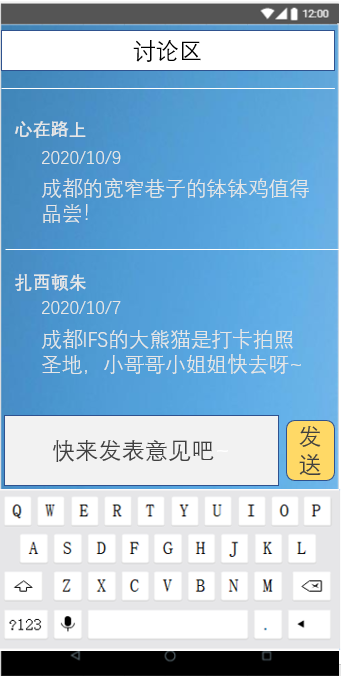 12:00
讨论区
心在路上
2020/10/9
成都的宽窄巷子的钵钵鸡值得
品尝！
扎西顿朱
2020/10/7
成都IFS的大熊猫是打卡拍照
圣地，小哥哥小姐姐快去呀~
快来发表意见吧
发
送
Q W E R T Y U I O P
A S D F G H J K L
Z X C V B N M
?123 .